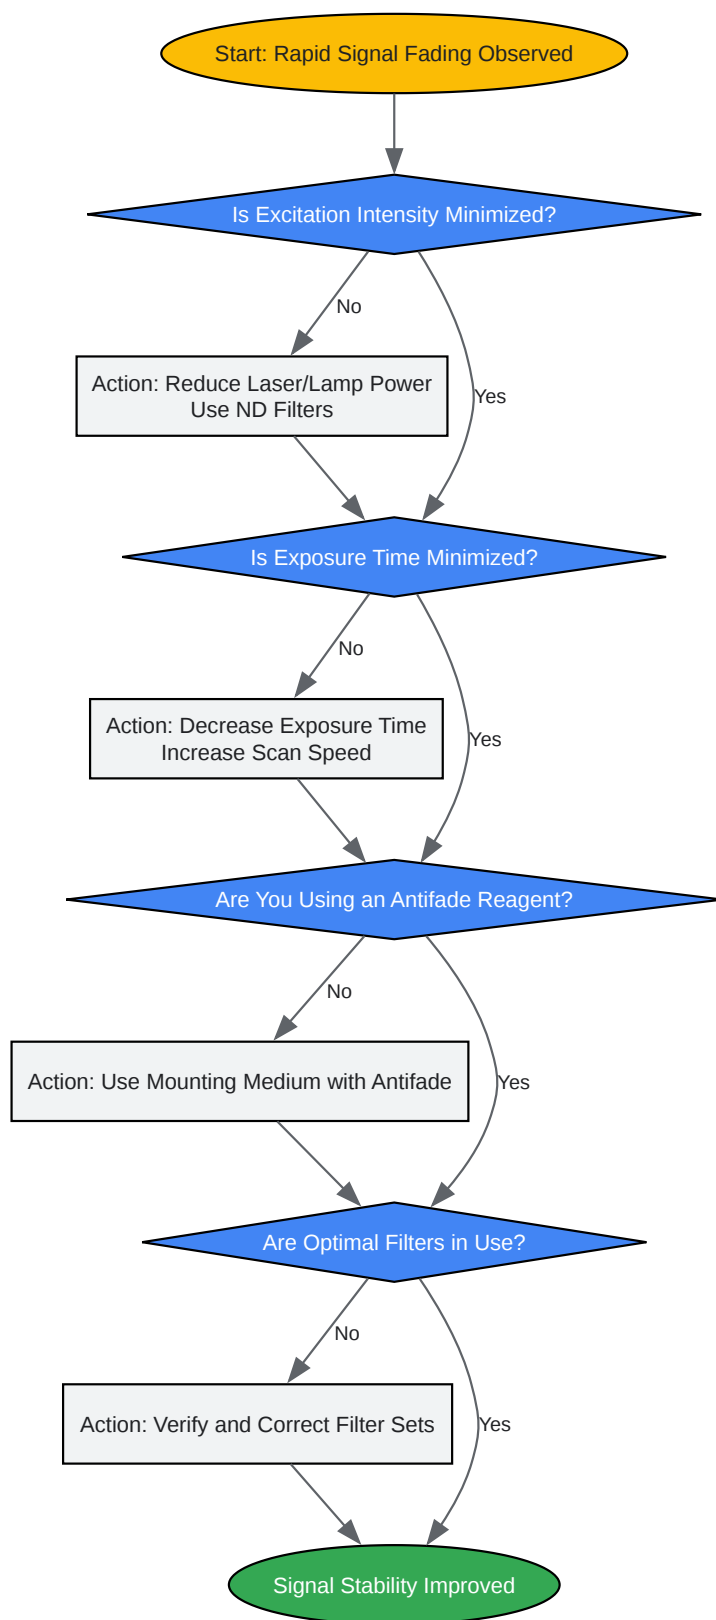 Start: Rapid Signal Fading Observed
Is Excitation Intensity Minimized?
No
Action: Reduce Laser/Lamp Power
Use ND Filters
Yes
Is Exposure Time Minimized?
No
Action: Decrease Exposure Time
Increase Scan Speed
Yes
Are You Using an Antifade Reagent?
No
Action: Use Mounting Medium with Antifade
Yes
Are Optimal Filters in Use?
No
Action: Verify and Correct Filter Sets
Yes
Signal Stability Improved